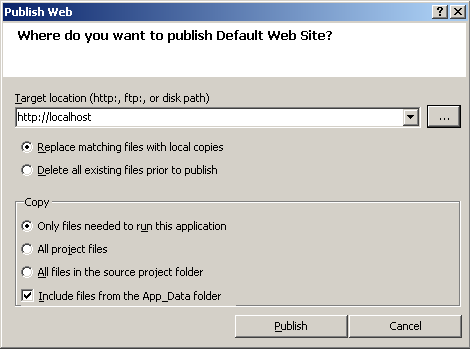 Publish Web
Where do you want to publish Default Web Site?
Target location (http:, ftp:, or disk path)
http://localhost
...
Replace matching files with local copies
Delete all existing files prior to publish
Copy
Only files needed to run this application
All project files
All files in the source project folder
Include files from the App_Data folder
Publish
Cancel